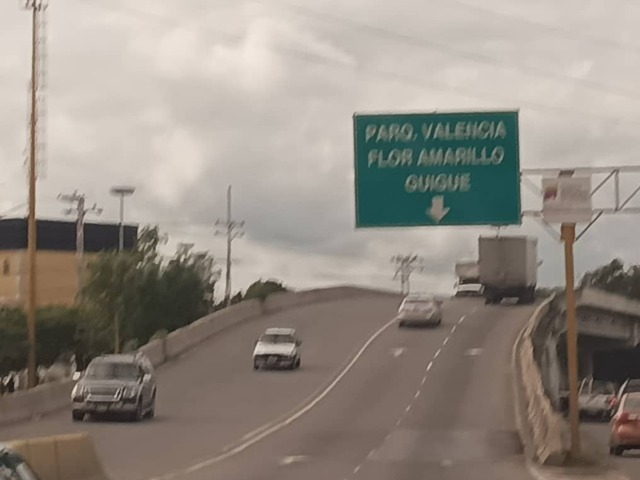 PARQ. VALENCIA
FLOR AMARILLO
GUIGUE